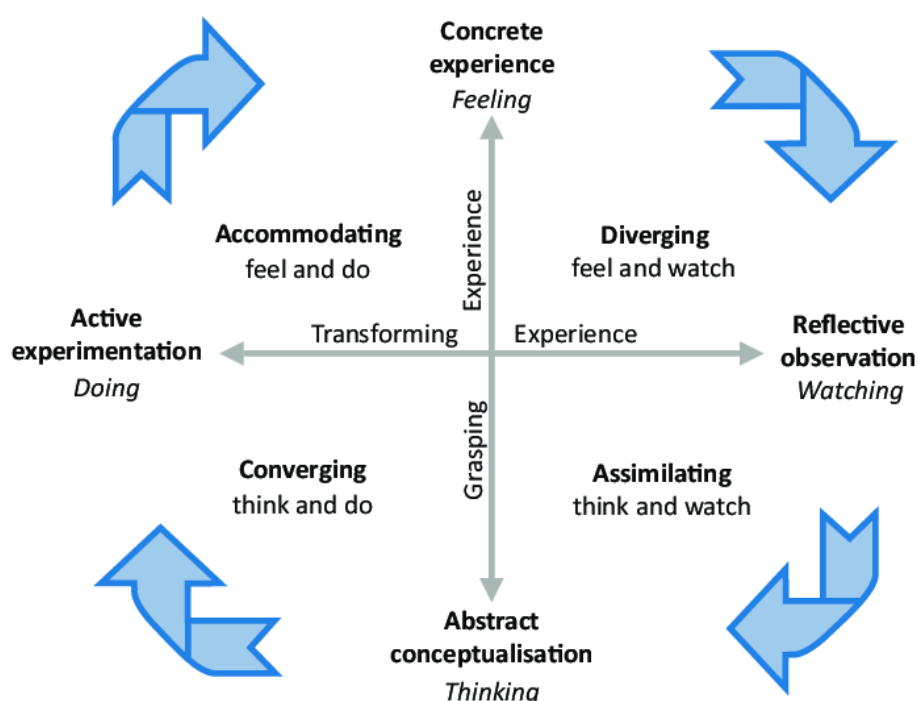 Concrete
experience
Feeling
Accommodating
feel and do
Experience
Diverging
feel and watch
Active
experimentation
Doing
Transforming
Experience
Reflective
observation
Watching
Converging
think and do
Grasping
Assimilating
think and watch
Abstract
conceptualisation
Thinking